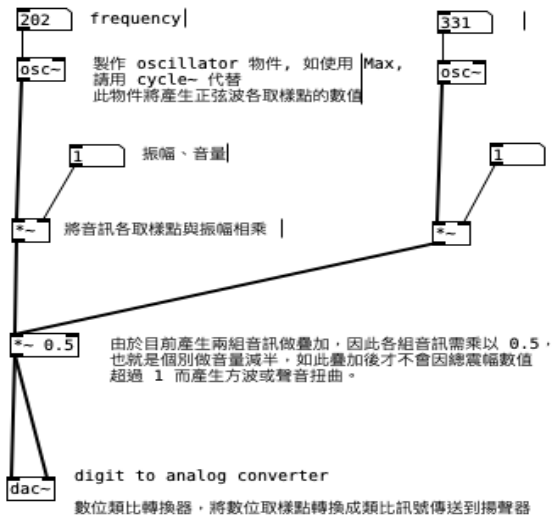 202
frequency
331
osc~
製作 oscillator 物件, 如使用 Max,
請用 cycle~ 代替
此物件將產生正弦波各取樣點的數值
osc~
1
振幅、音量
1
*~
將音訊各取樣點與振幅相乘
*~
*~ 0.5
由於目前產生兩組音訊做疊加，因此各組音訊需乘以 0.5，
也就是個別做音量減半，如此疊加後才不會因總震幅數值
超過 1 而產生方波或聲音扭曲。
dac~
digit to analog converter
數位類比轉換器，將數位取樣點轉換成類比訊號傳送到揚聲器